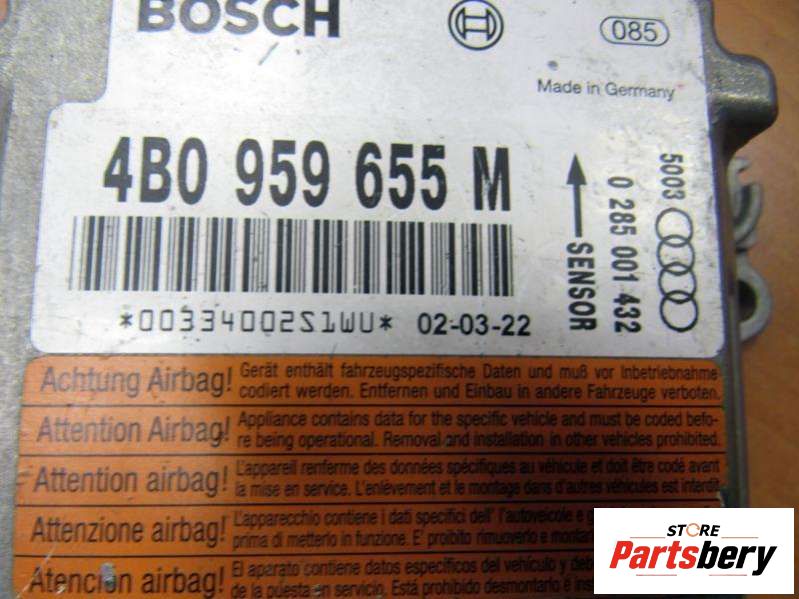 BOSCH
085
Made in Germany
4B0 959 655 M
*00334002S1WU* 02-03-22
SENSOR
0 285 001 432
5003
Achtung Airbag! Gerät enthält fahrzeugspezifische Daten und muß vor Inbetriebnahme
codiert werden. Entfernen und Einbau in andere Fahrzeuge verboten.
Attention Airbag! Appliance contains data for the specific vehicle and must be coded befo-
re being operational. Removal and installation in other vehicles prohibited.
Attention airbag! L'appareil renferme des données spécifiques au véhicule et doit être codé avant
la mise en service. L'enlèvement et le montage dans d'autres véhicules est interdit
Attenzione airbag! L'apparecchio contiene i dati specifici dell' l'autoveicole e
prima di metterlo in funzione. E' proibito rimuoverlo e
Atención airbag! El aparato contiene datos específicos del vehículo y
de la puesta en servicio. Está prohibido desmontarlo e
STORE
Partsbery